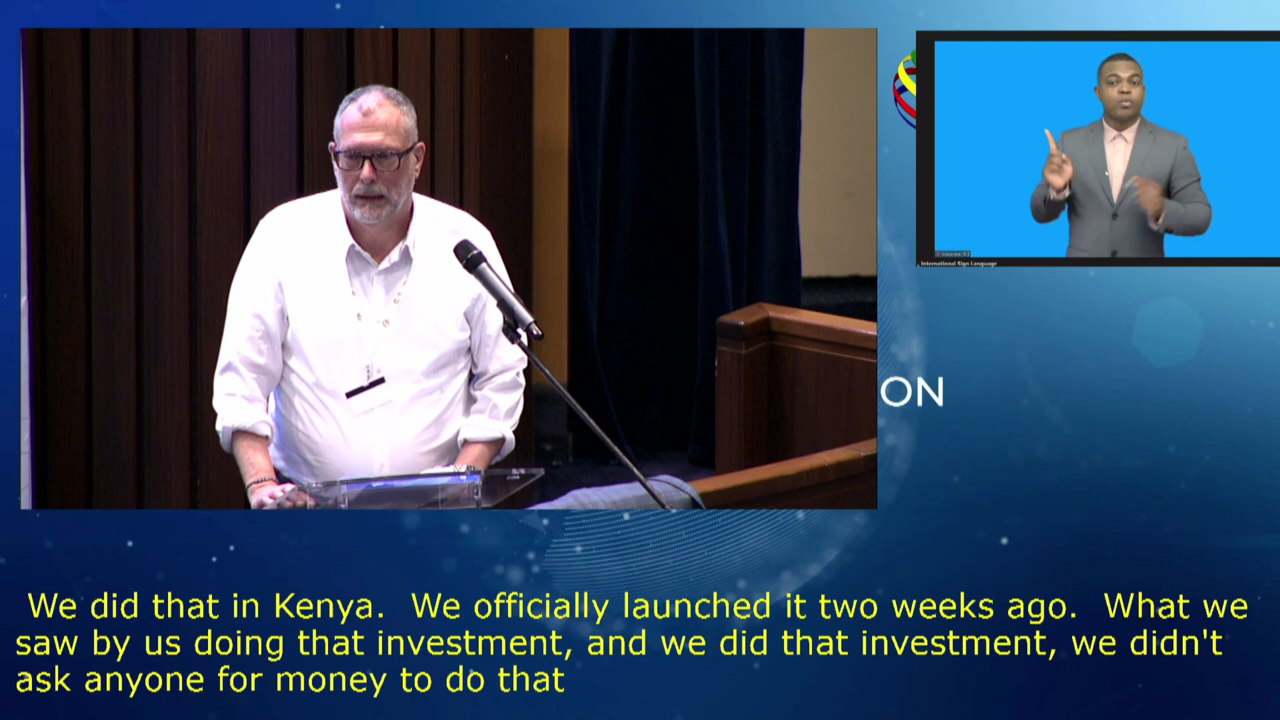 International Sign Language
ON
We did that in Kenya.  We officially launched it two weeks ago.  What we
saw by us doing that investment, and we did that investment, we didn't
ask anyone for money to do that